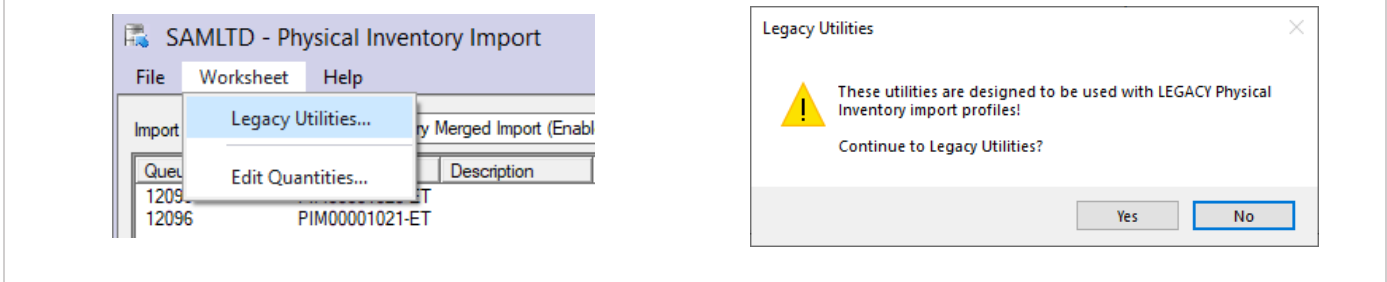 SAMLTD - Physical Inventory Import
File Worksheet Help
Legacy Utilities...
Import
Merged Import (Enabl
Edit Quantities...
Description
12096 PIM00001021-ET
Legacy Utilities
These utilities are designed to be used with LEGACY Physical
Inventory import profiles!
Continue to Legacy Utilities?
Yes No